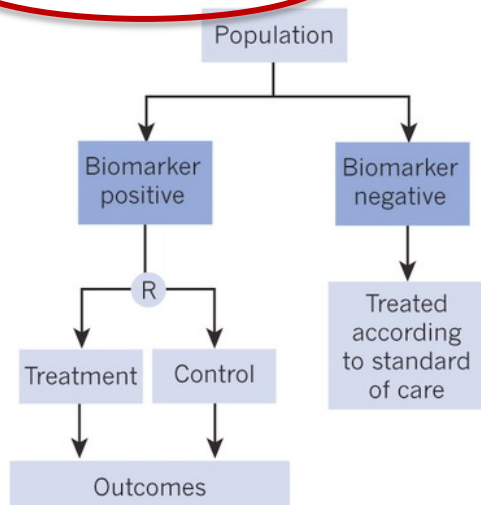 Population
Biomarker
positive
Biomarker
negative
R
Treatment
Control
Treated
according
to standard
of care
Outcomes